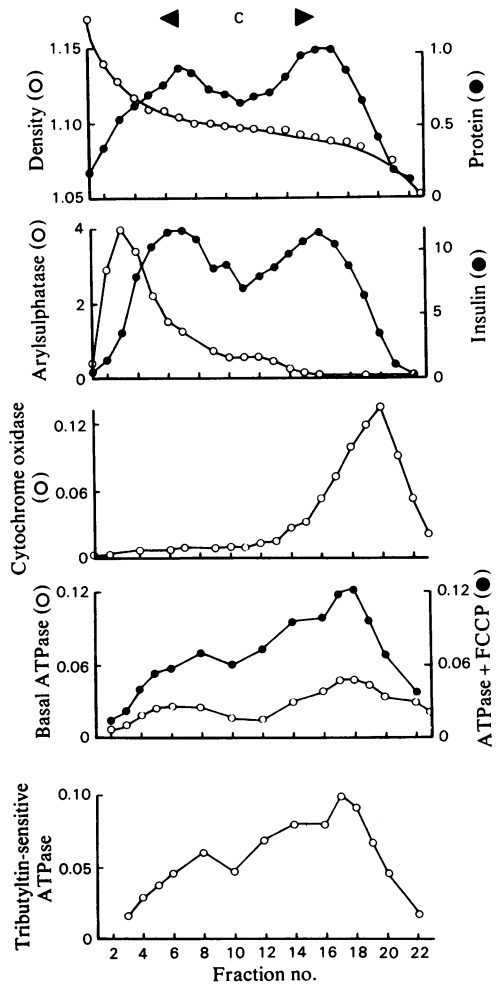 C
1.15
1.10
1.05
Density (O)
1.0
0.5
0
Protein (●)
4
2
0
Arylsulphatase (O)
10
5
0
Insulin (●)
0.12
0.06
0
Cytochrome oxidase
(O)
0.12
0.06
0
Basal ATPase (O)
0.12
0.06
0
ATPase + FCCP (●)
0.10
0.05
0
Tributyltin-sensitive
ATPase
2 4 6 8 10 12 14 16 18 20 22
Fraction no.